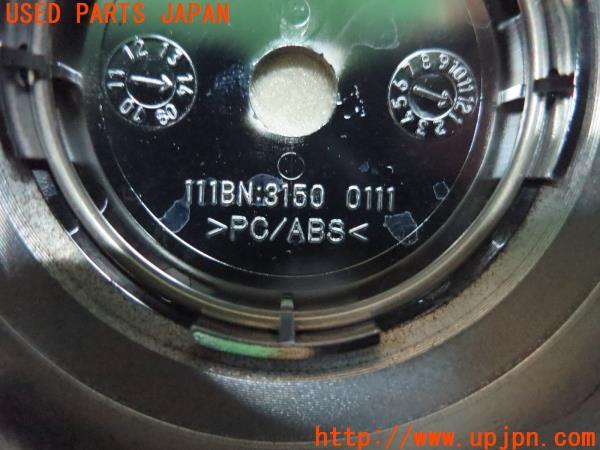 USED PARTS JAPAN
09 10 11 12 13 14
1 2 3 4 5 6 7 8 9 10 11 12
111BN:3150 0111
>PC/ABS<
© http://www.upjpn.com